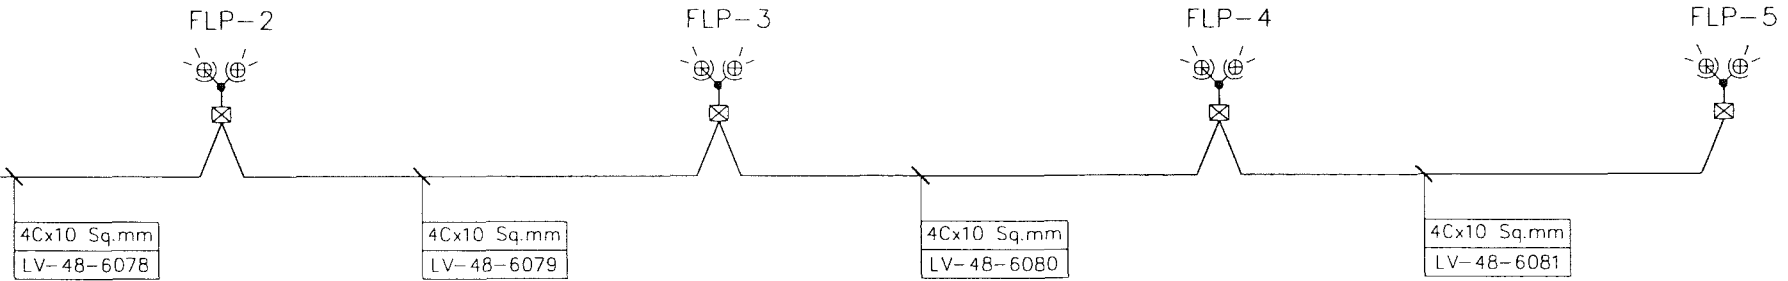 FLP-2
FLP-3
FLP-4
FLP-5
4Cx10 Sq.mm
LV-48-6078
4Cx10 Sq.mm
LV-48-6079
4Cx10 Sq.mm
LV-48-6080
4Cx10 Sq.mm
LV-48-6081